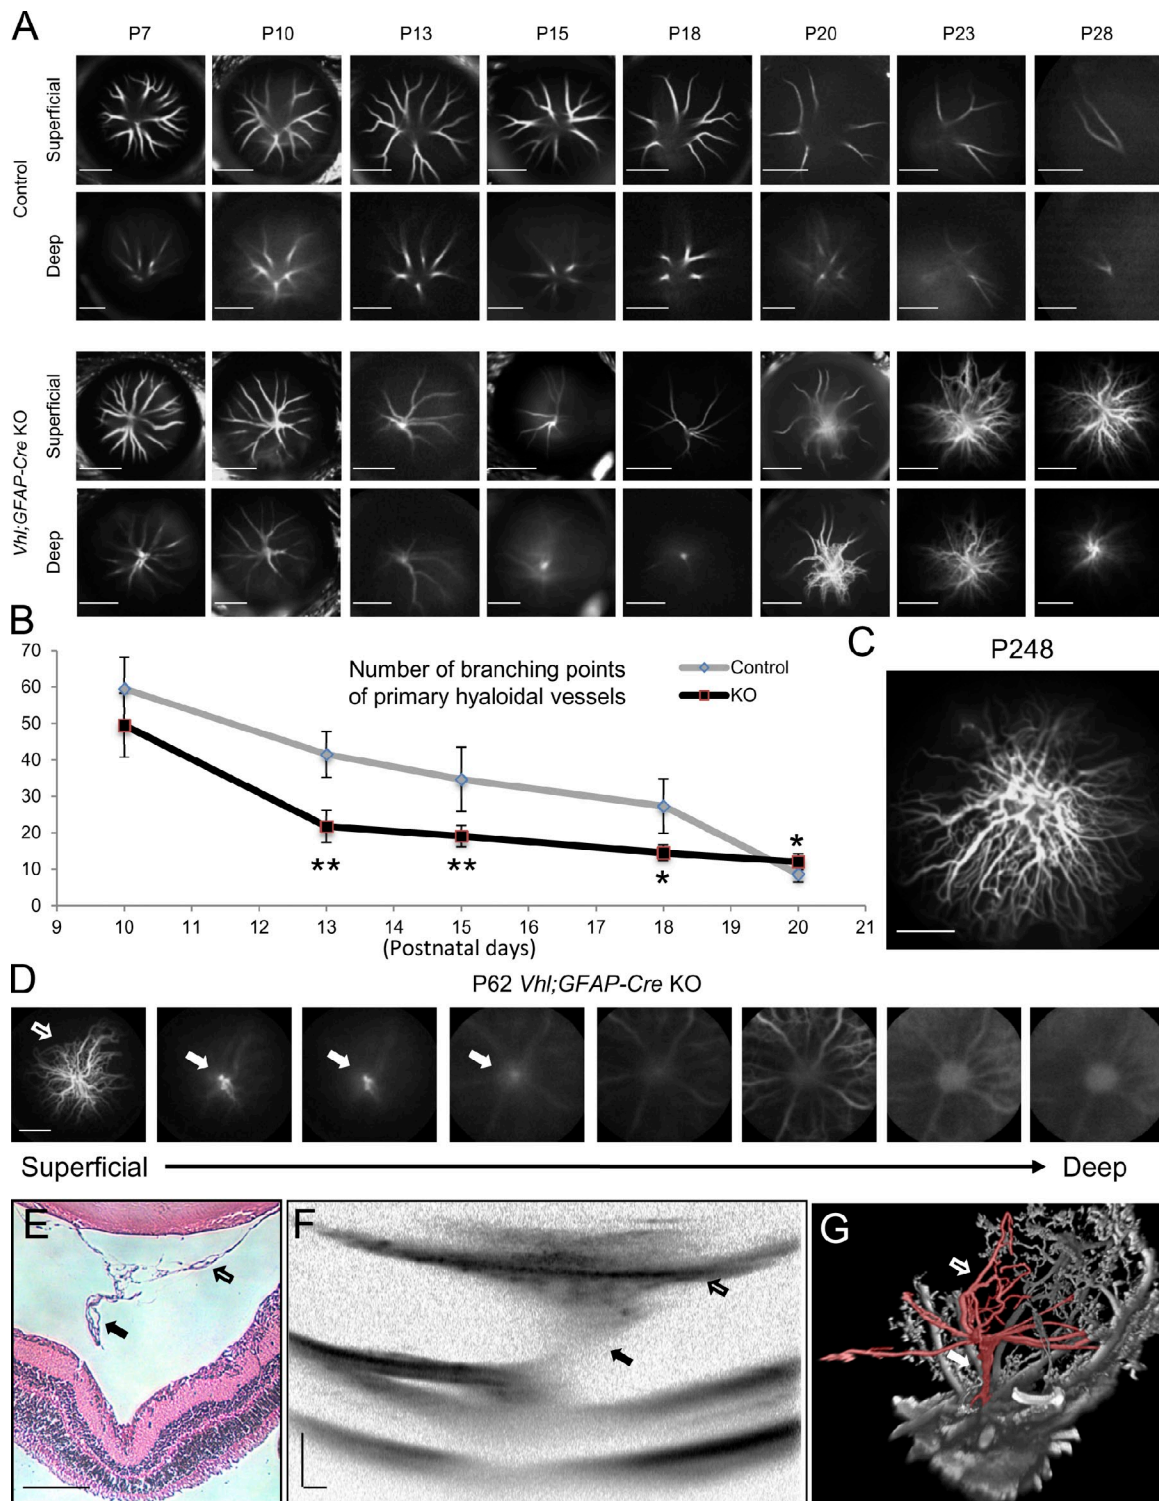 A
P7 P10 P13 P15 P18 P20 P23 P28
Control
Superficial
Deep
Vhl;GFAP-Cre KO
Superficial
Deep
B
Number of branching points
of primary hyaloidal vessels
Control
KO
70
60
50
40
30
20
10
0
** ** * *
9 10 11 12 13 14 15 16 17 18 19 20 21
(Postnatal days)
C
P248
D
P62 Vhl;GFAP-Cre KO
Superficial Deep
E
F
G